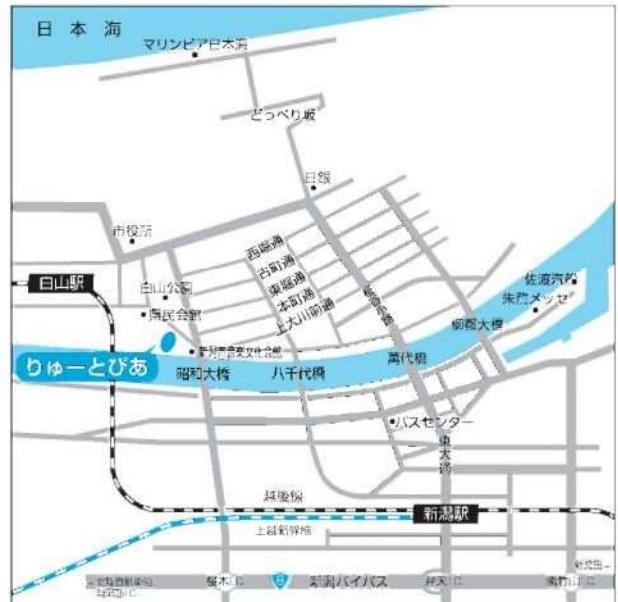 日本海
マリンピア日本海
どっぺり坂
日銀
市役所
西堀通
古町通
東堀通
本町通
上大川前通
柾谷小路
佐渡汽船
朱鷺メッセ
白山駅
白山公園
県民会館
新潟市音楽文化会館
りゅーとぴあ
昭和大橋
八千代橋
萬代橋
柳都大橋
バスセンター
東大通
越後線
新潟駅
上越新幹線
桜木I.C
8
新潟バイパス
弁天I.C
紫竹山I.C